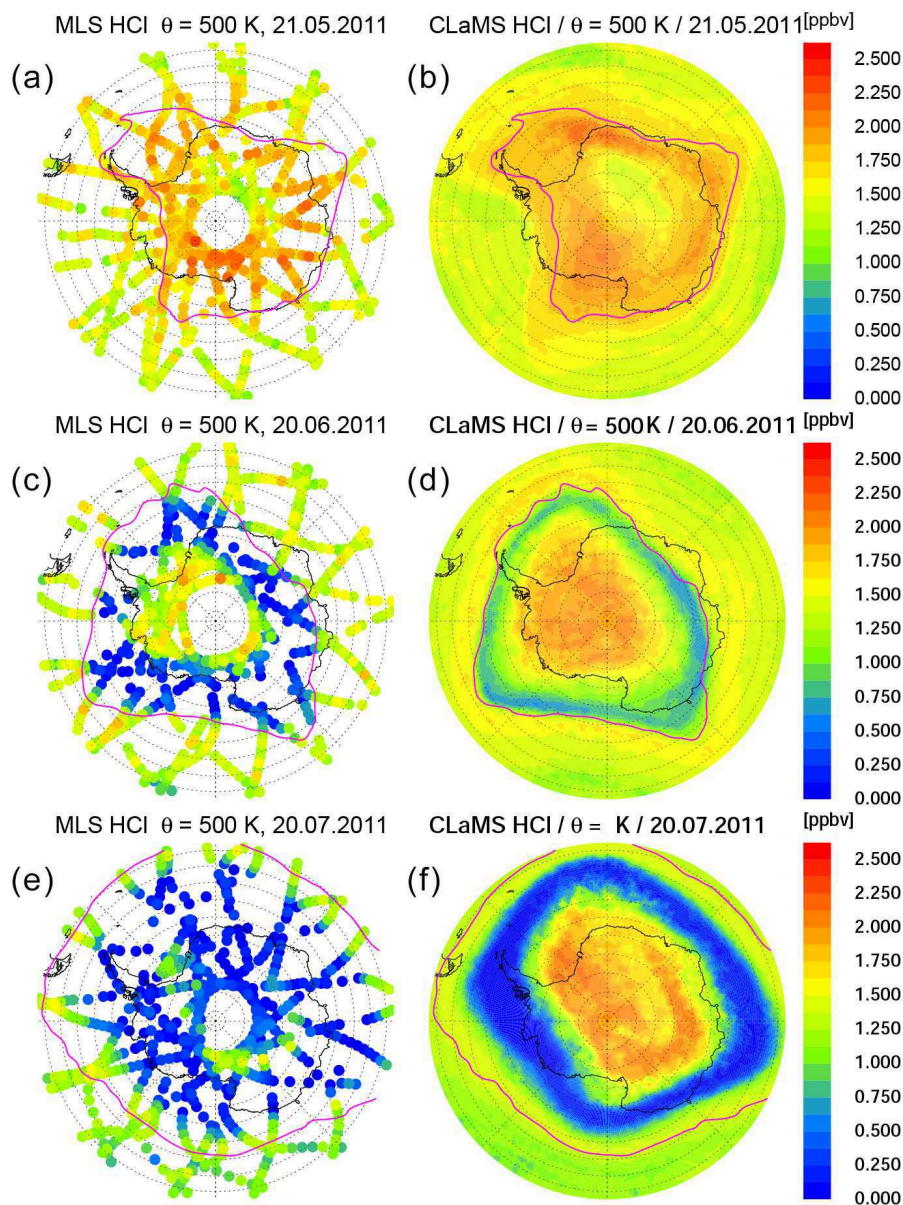 MLS HCl θ = 500 K, 21.05.2011
CLaMS HCl / θ = 500 K / 21.05.2011
[ppbv]
(a)
(b)
2.500
2.250
2.000
1.750
1.500
1.250
1.000
0.750
0.500
0.250
0.000
MLS HCl θ = 500 K, 20.06.2011
CLaMS HCl / θ = 500 K / 20.06.2011
[ppbv]
(c)
(d)
2.500
2.250
2.000
1.750
1.500
1.250
1.000
0.750
0.500
0.250
0.000
MLS HCl θ = 500 K, 20.07.2011
CLaMS HCl / θ = K / 20.07.2011
[ppbv]
(e)
(f)
2.500
2.250
2.000
1.750
1.500
1.250
1.000
0.750
0.500
0.250
0.000